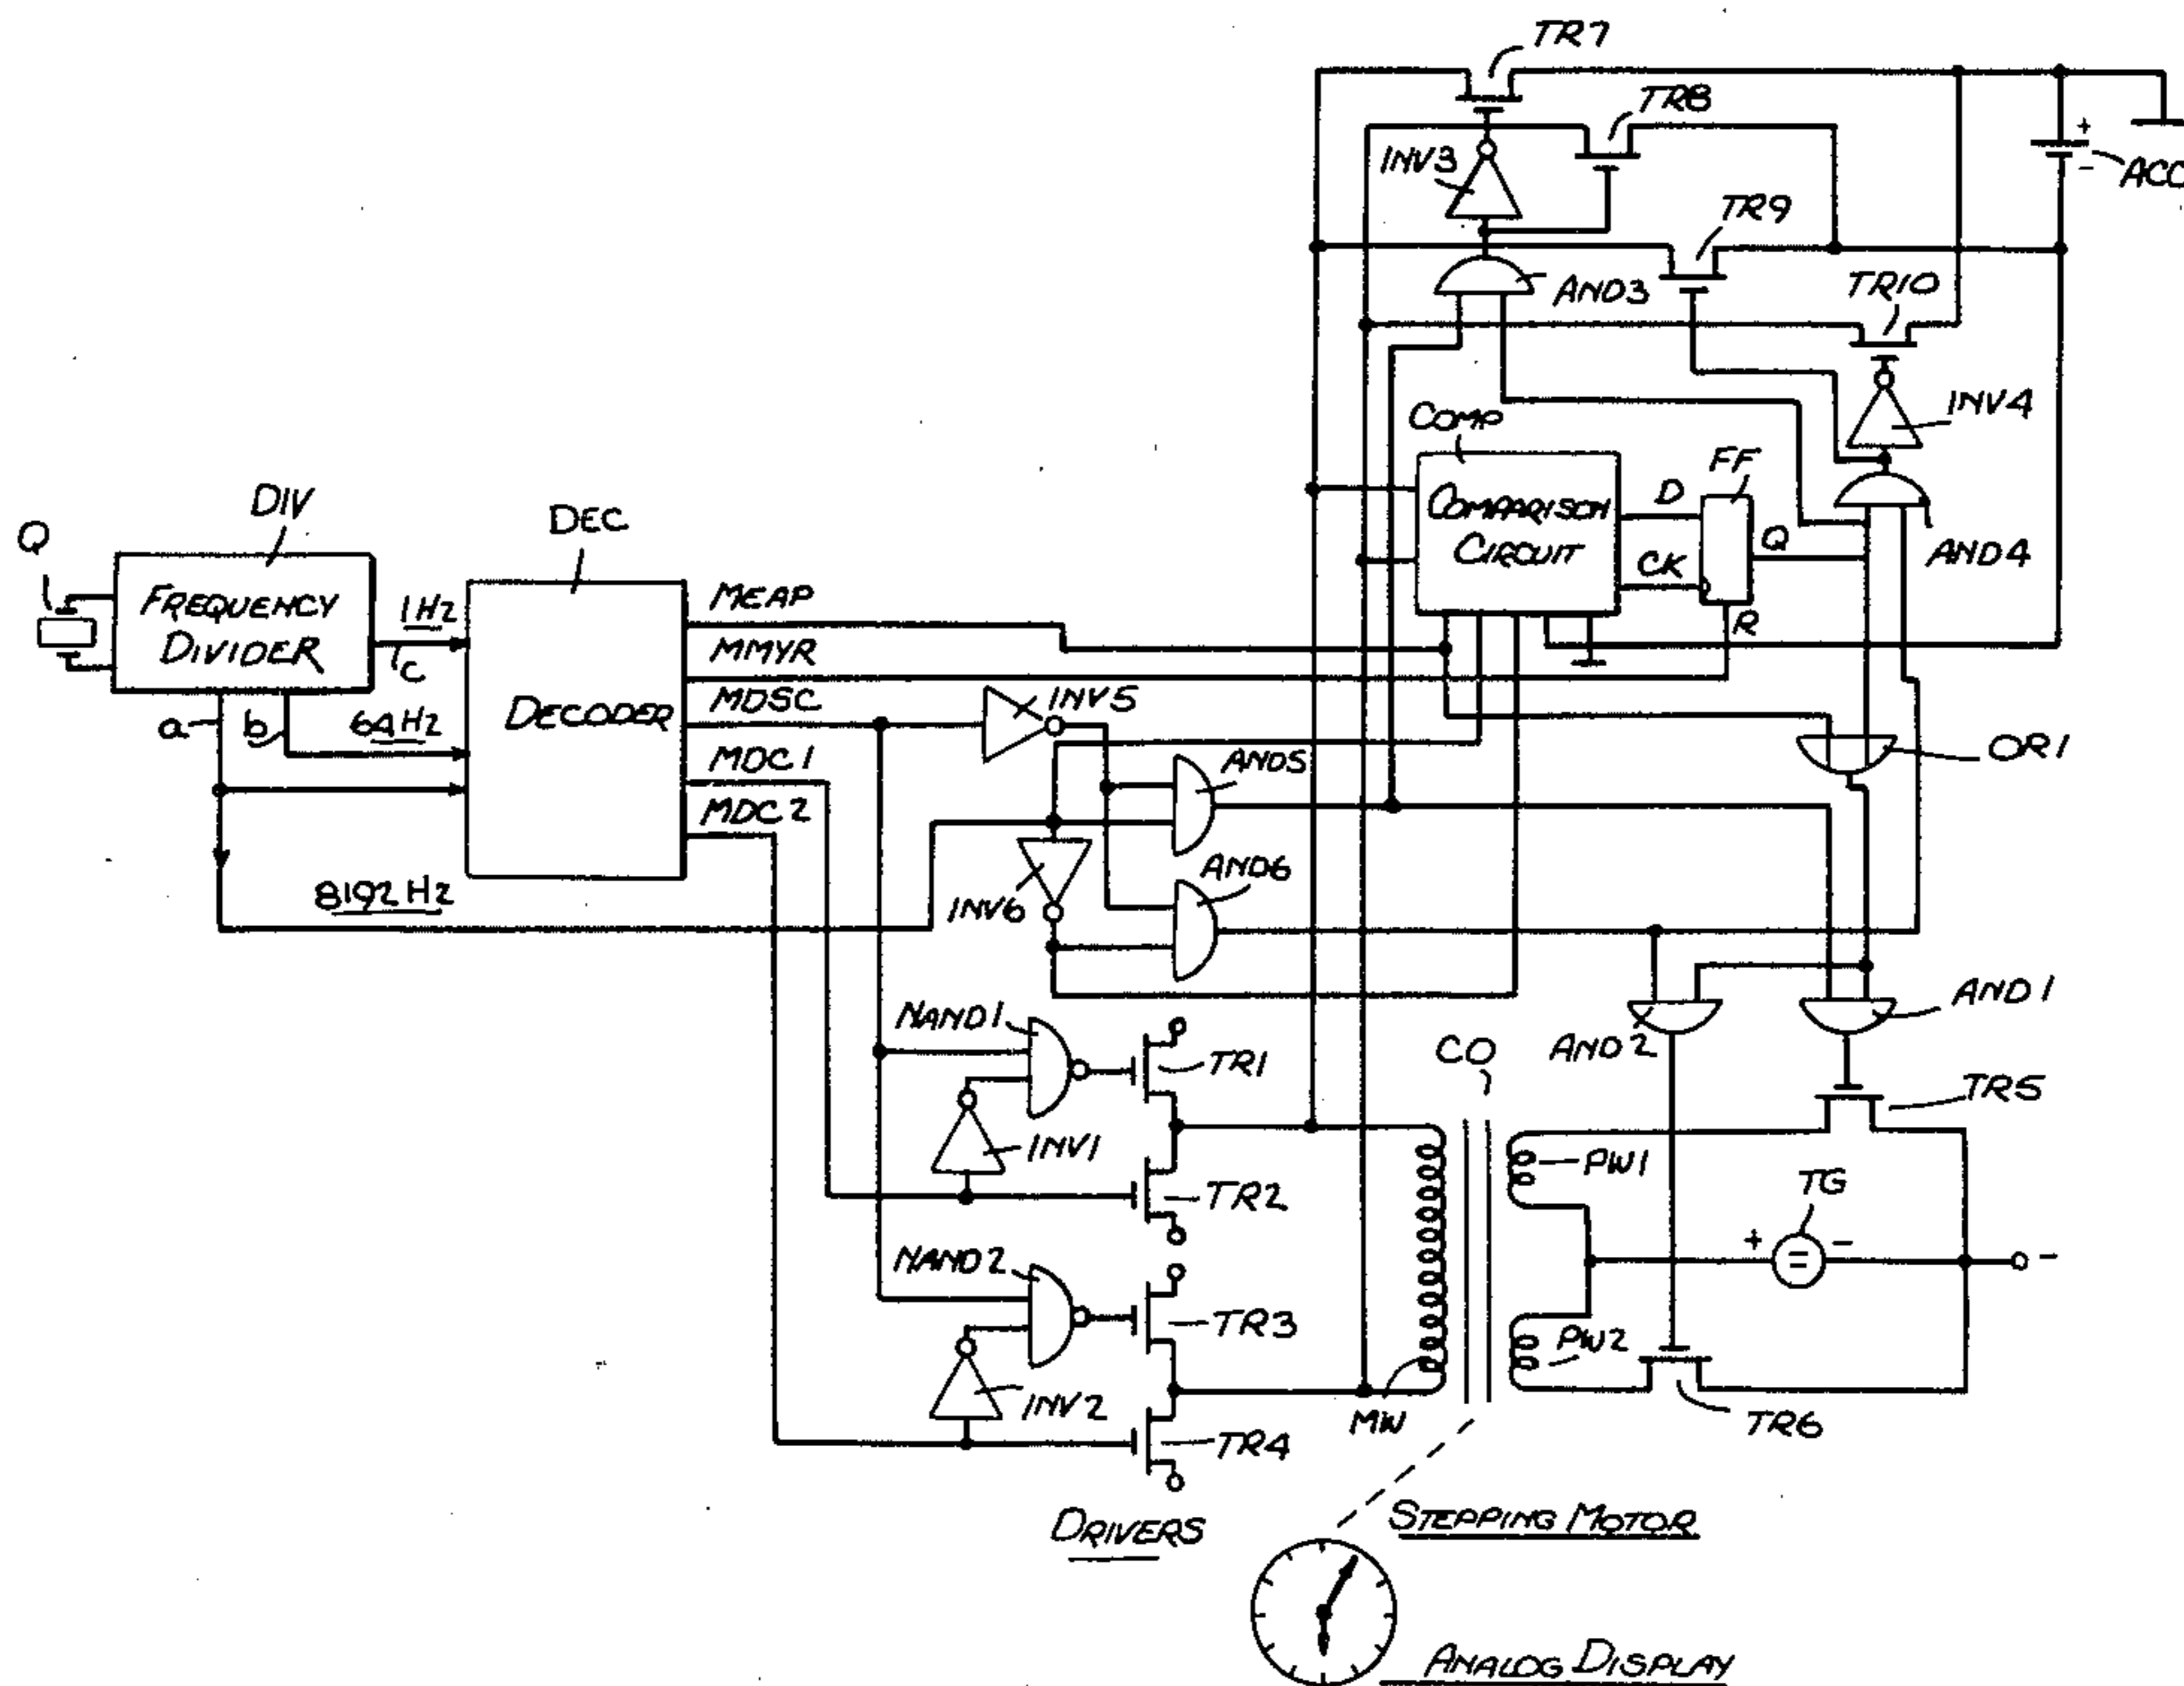 TR7
TR8
INV3
+
-
ACC
TR9
AND3
TR10
INV4
COMP
COMPARISON
CIRCUIT
D
CK
FF
Q
R
AND4
Q
DIV
DEC
FREQUENCY
DIVIDER
1Hz
c
a
b
64Hz
8192Hz
DECODER
MEAP
MMYR
MDSC
MDC1
MDC2
INV5
AND5
OR1
INV6
AND6
NAND1
TR1
INV1
TR2
CO
AND2
AND1
TR5
PW1
TG
+
-
-
NAND2
TR3
INV2
TR4
MW
PW2
TR6
DRIVERS
STEPPING MOTOR
ANALOG DISPLAY